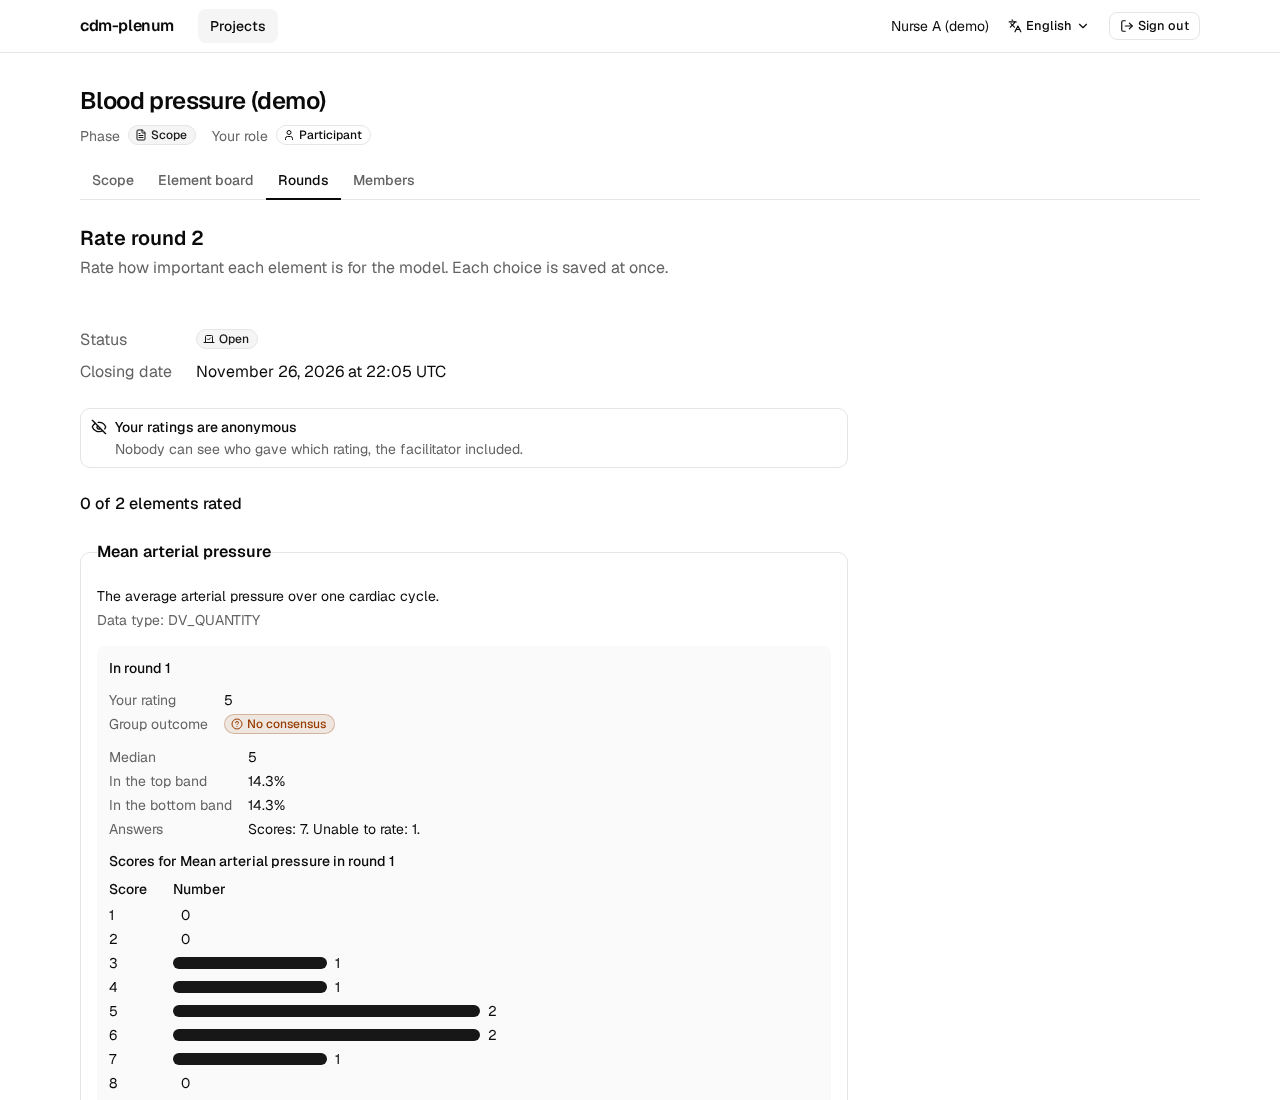 cdm-plenum Projects Nurse A (demo) English Sign out
Blood pressure (demo)
Phase Scope Your role Participant
Scope Element board Rounds Members
Rate round 2
Rate how important each element is for the model. Each choice is saved at once.
Status Open
Closing date November 26, 2026 at 22:05 UTC
Your ratings are anonymous
Nobody can see who gave which rating, the facilitator included.
0 of 2 elements rated
Mean arterial pressure
The average arterial pressure over one cardiac cycle.
Data type: DV_QUANTITY
In round 1
Your rating 5
Group outcome No consensus
Median 5
In the top band 14.3%
In the bottom band 14.3%
Answers Scores: 7. Unable to rate: 1.
Scores for Mean arterial pressure in round 1
Score Number
1 0
2 0
3 1
4 1
5 2
6 2
7 1
8 0